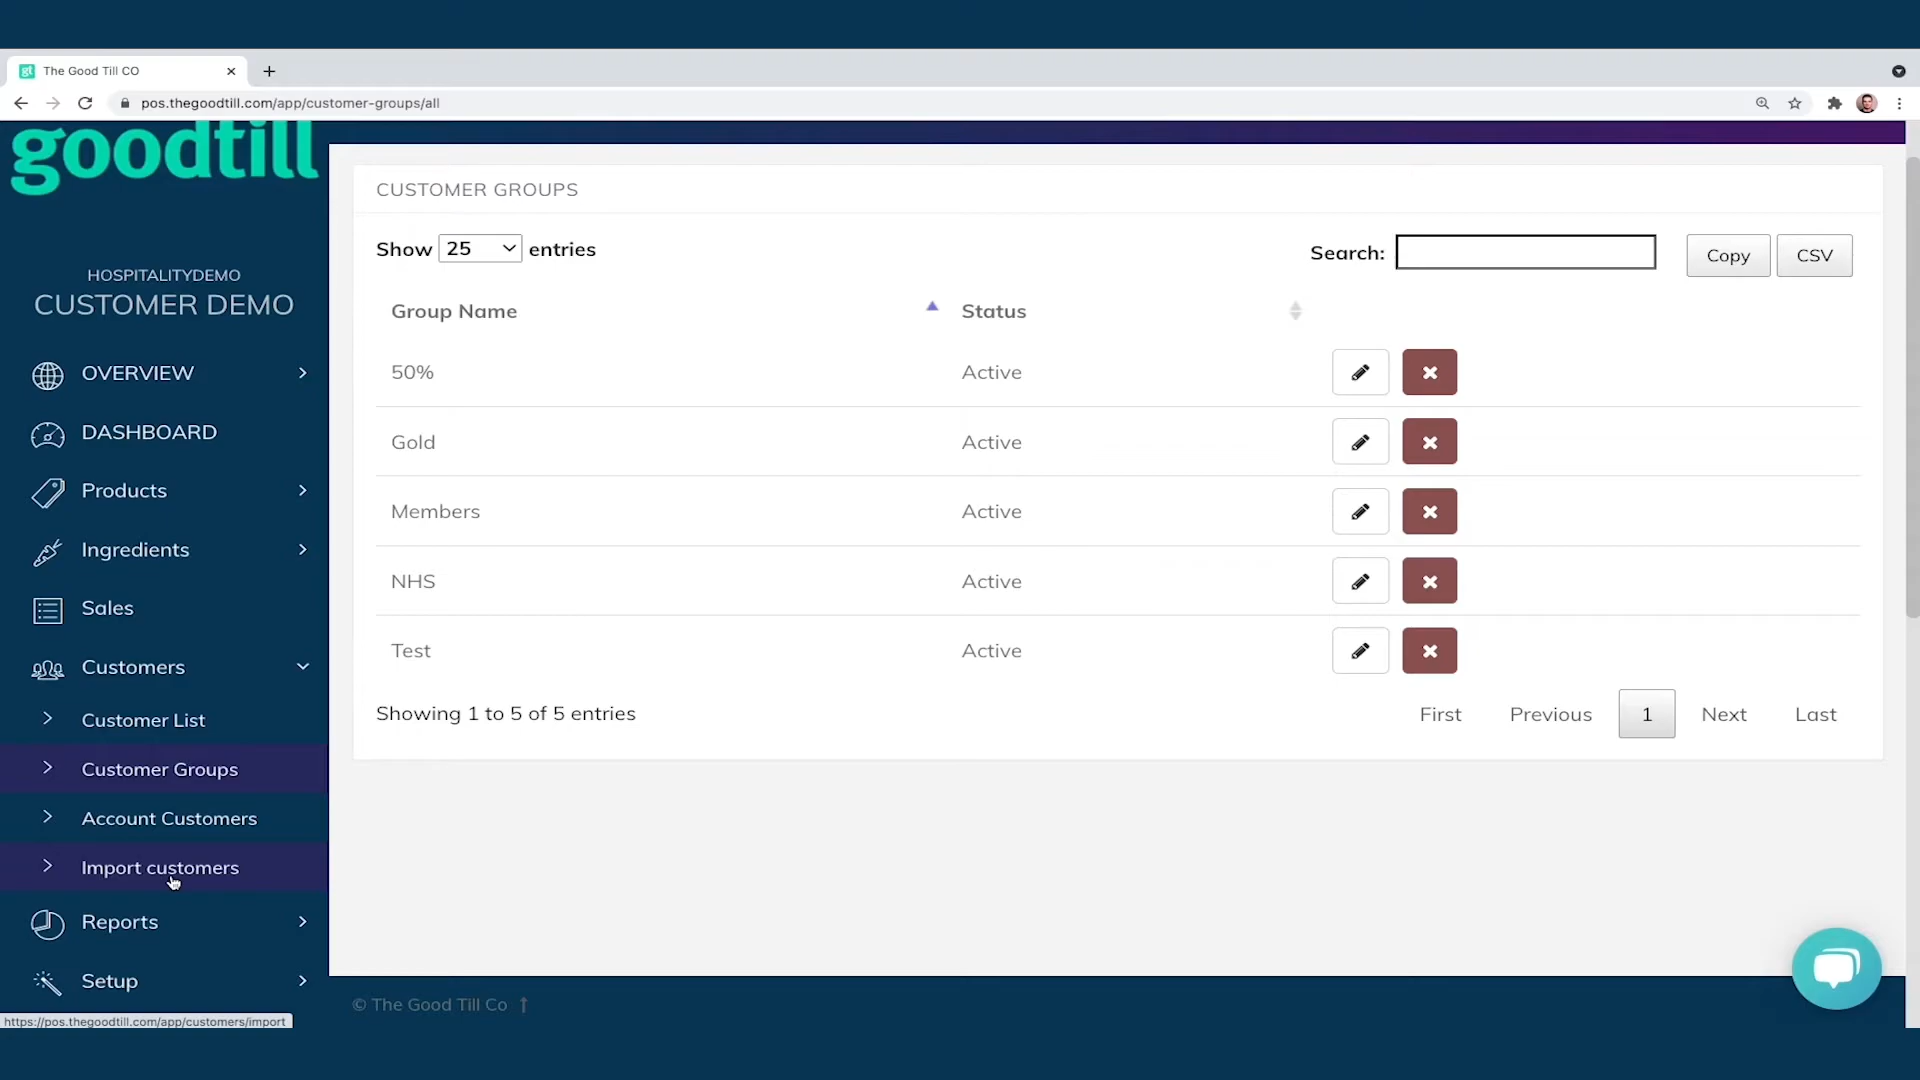 The Good Till CO
pos.thegoodtill.com/app/customer-groups/all
goodtill
HOSPITALITYDEMO
CUSTOMER DEMO
OVERVIEW
DASHBOARD
Products
Ingredients
Sales
Customers
Customer List
Customer Groups
Account Customers
Import customers
Reports
Setup
https://pos.thegoodtill.com/app/customers/import
CUSTOMER GROUPS
Show 25 entries
Search:
Copy CSV
Group Name Status
50% Active
Gold Active
Members Active
NHS Active
Test Active
Showing 1 to 5 of 5 entries
First Previous 1 Next Last
© The Good Till Co